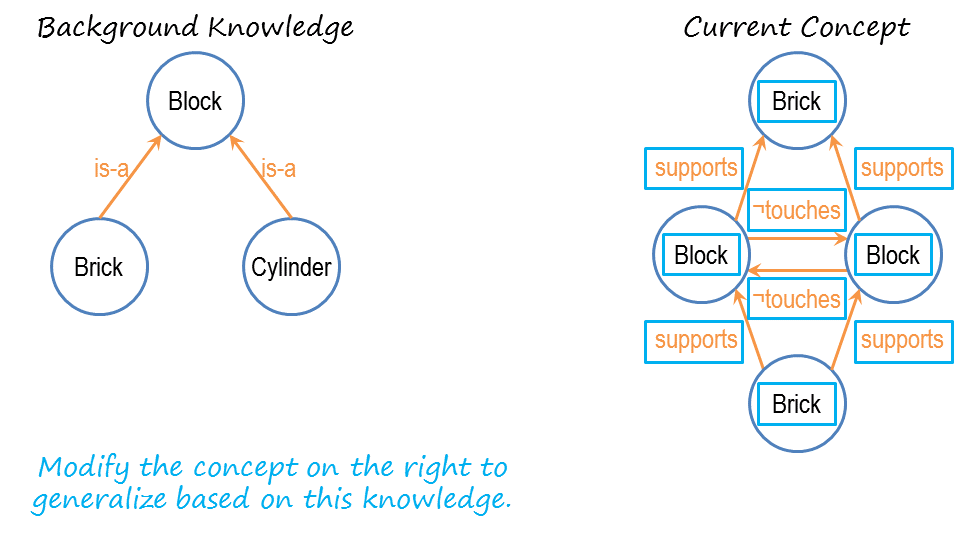 Background Knowledge
Current Concept
Block
Brick
is-a
is-a
supports
supports
¬touches
Brick
Cylinder
Block
Block
¬touches
supports
supports
Brick
Modify the concept on the right to
generalize based on this knowledge.